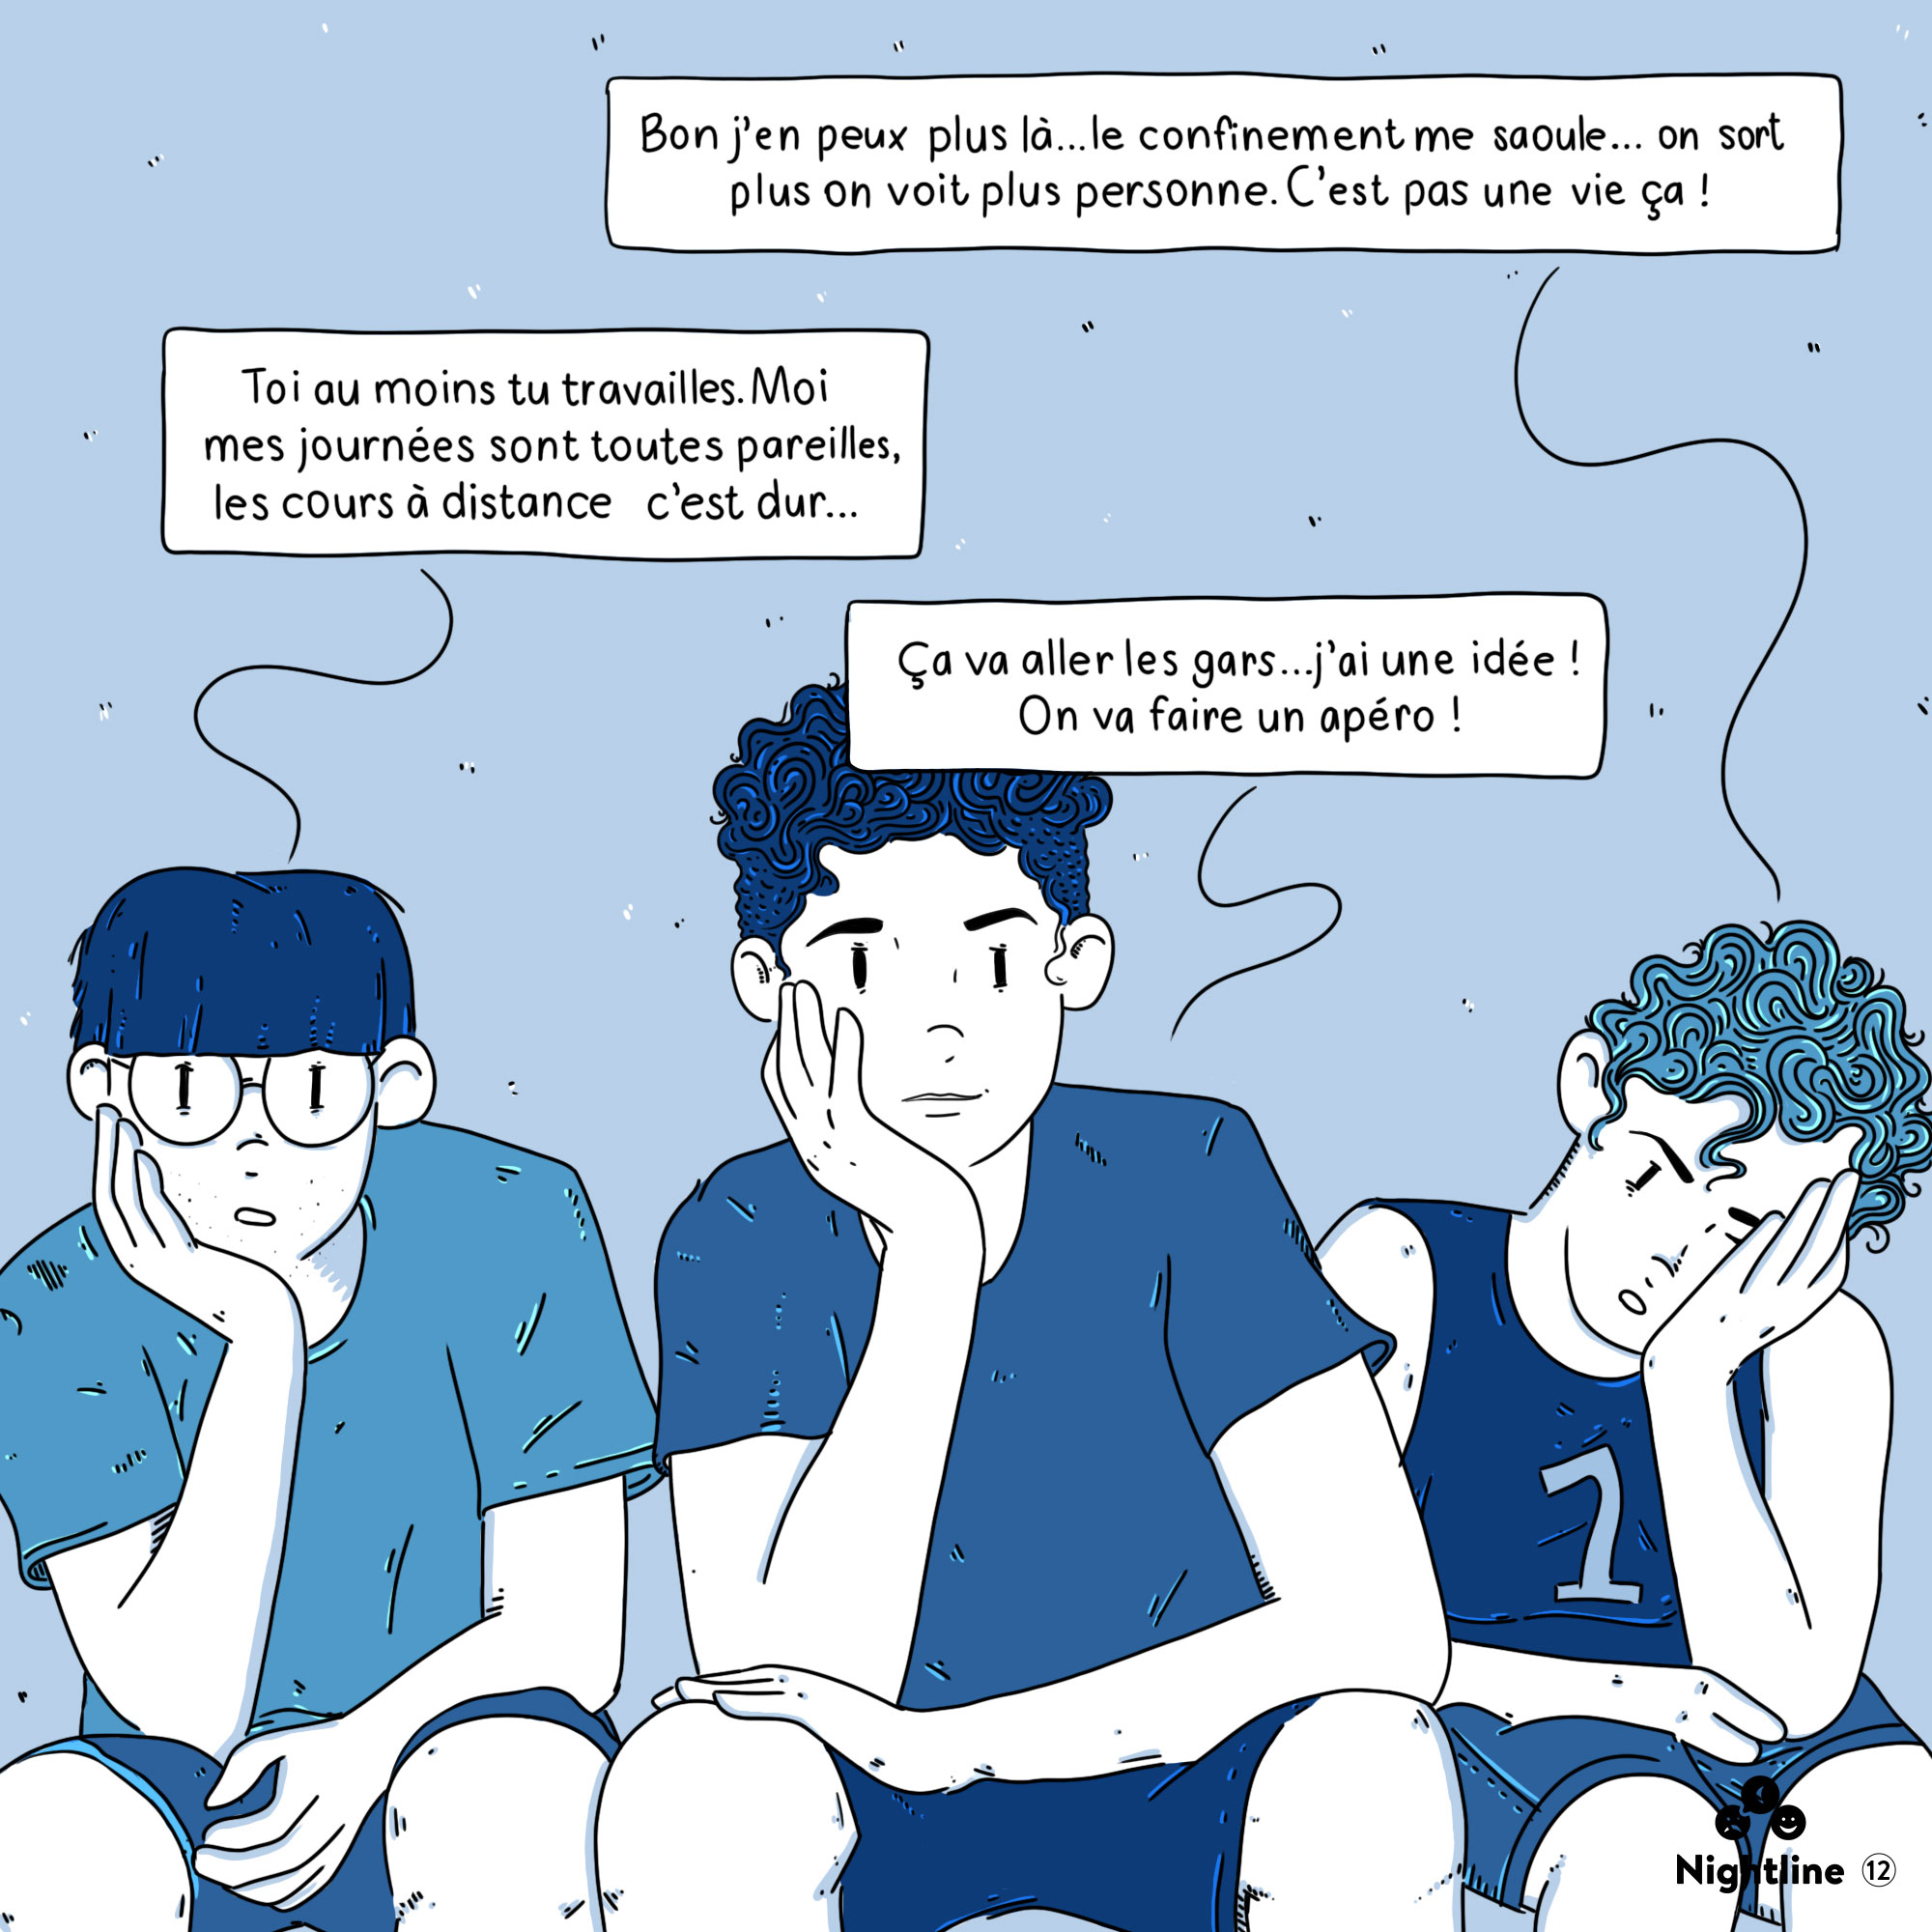 Bon j'en peux plus là...le confinement me saoule... on sort
plus on voit plus personne. C'est pas une vie ça !
Toi au moins tu travailles. Moi
mes journées sont toutes pareilles,
les cours à distance c'est dur...
Ça va aller les gars...j'ai une idée !
On va faire un apéro !
1
Nightline 12